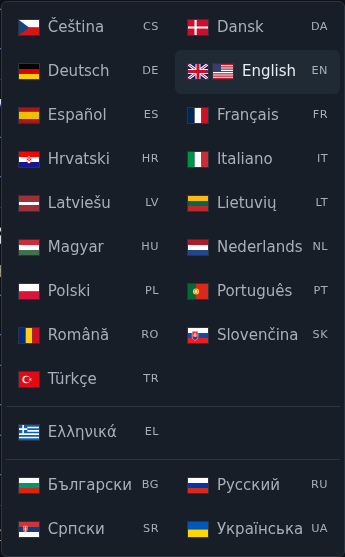 Čeština CS Dansk DA
Deutsch DE English EN
Español ES Français FR
Hrvatski HR Italiano IT
Latviešu LV Lietuvių LT
Magyar HU Nederlands NL
Polski PL Português PT
Română RO Slovenčina SK
Türkçe TR
Ελληνικά EL
Български BG Русский RU
Српски SR Українська UA